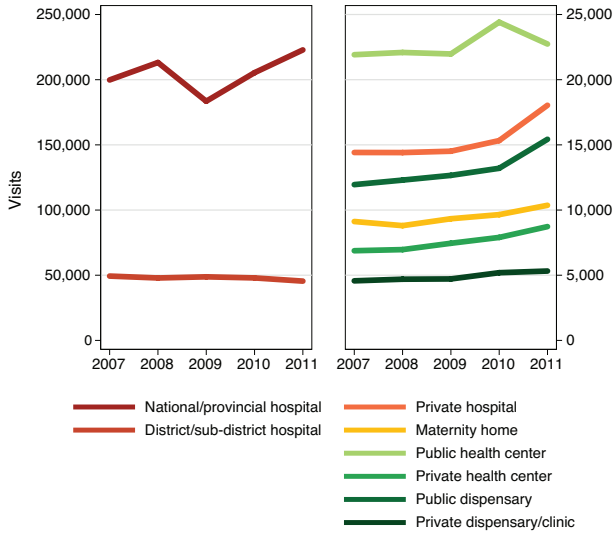 Visits
250,000
200,000
150,000
100,000
50,000
0
2007 2008 2009 2010 2011
25,000
20,000
15,000
10,000
5,000
0
2007 2008 2009 2010 2011
National/provincial hospital
District/sub-district hospital
Private hospital
Maternity home
Public health center
Private health center
Public dispensary
Private dispensary/clinic